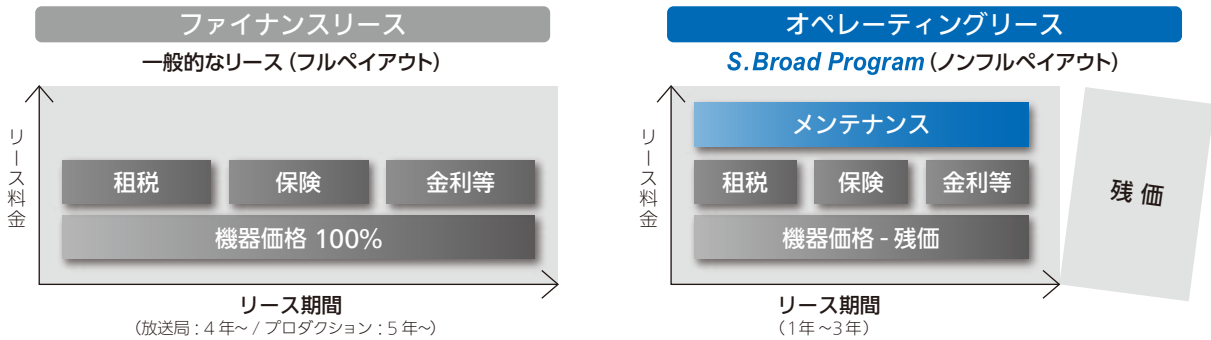 ファイナンスリース
一般的なリース（フルペイアウト）
リース料金
租税
保険
金利等
機器価格 100%
リース期間
（放送局：4年〜 / プロダクション：5年〜）
オペレーティングリース
S.Broad Program（ノンフルペイアウト）
リース料金
メンテナンス
租税
保険
金利等
機器価格 - 残価
残価
リース期間
（1年〜3年）